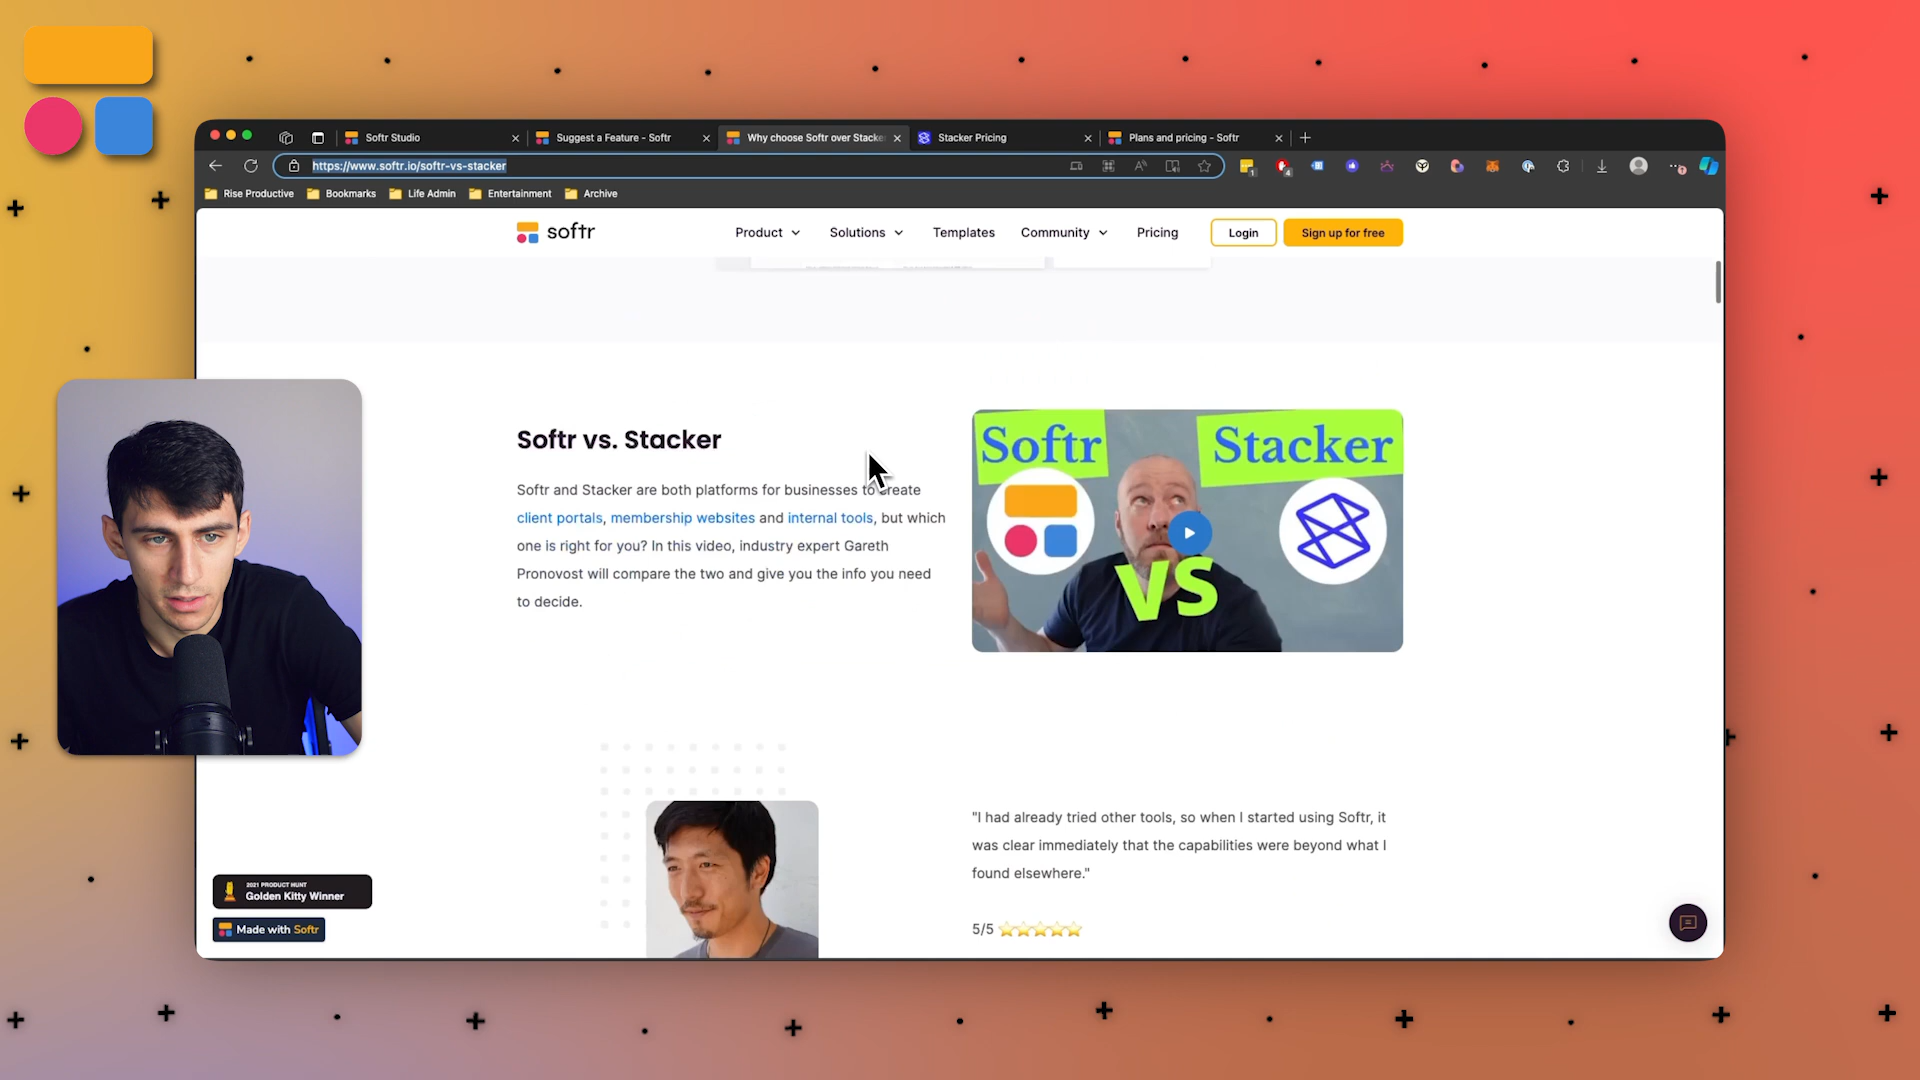 Softr Studio
Suggest a Feature - Softr
Why choose Softr over Stacke
Stacker Pricing
Plans and pricing - Softr
https://www.softr.io/soft­r-vs-stacker
Rise Productive
Bookmarks
Life Admin
Entertainment
Archive
softr
Product
Solutions
Templates
Community
Pricing
Login
Sign up for free
Softr vs. Stacker
Softr and Stacker are both platforms for businesses to create
client portals, membership websites and internal tools, but which
one is right for you? In this video, industry expert Gareth
Pronovost will compare the two and give you the info you need
to decide.
Softr
Stacker
VS
"I had already tried other tools, so when I started using Softr, it
was clear immediately that the capabilities were beyond what I
found elsewhere."
5/5
2021 PRODUCT HUNT
Golden Kitty Winner
Made with Softr